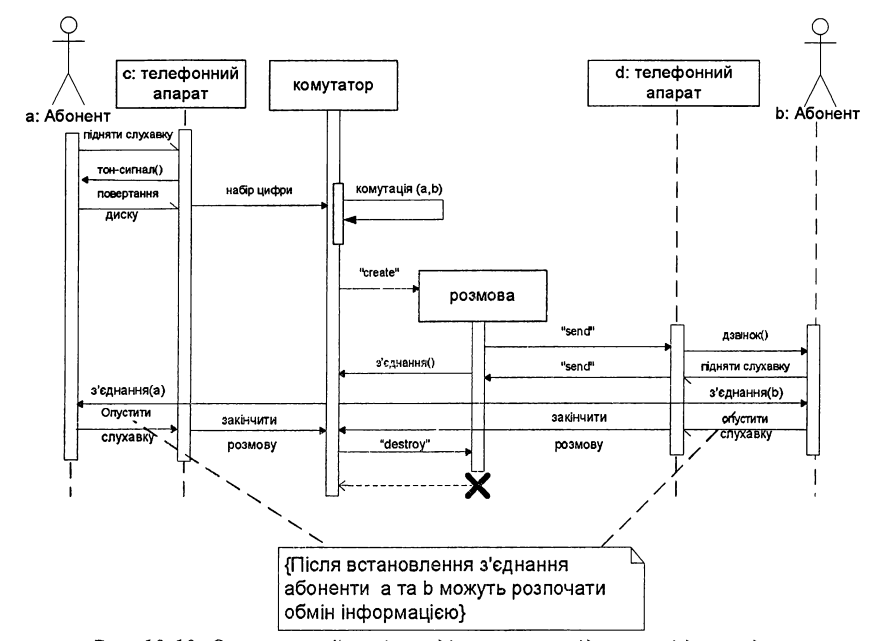 c: телефонний
апарат
комутатор
d: телефонний
апарат
a: Абонент
b: Абонент
підняти слухавку
тон-сигнал()
повертання
диску
набір цифри
комутація (a,b)
"create"
розмова
"send"
дзвінок()
з'єднання()
"send"
підняти слухавку
з'єднання(a)
з'єднання(b)
Опустити
слухавку
закінчити
розмову
закінчити
розмову
опустити
слухавку
"destroy"
{Після встановлення з'єднання
абоненти a та b можуть розпочати
обмін інформацією}